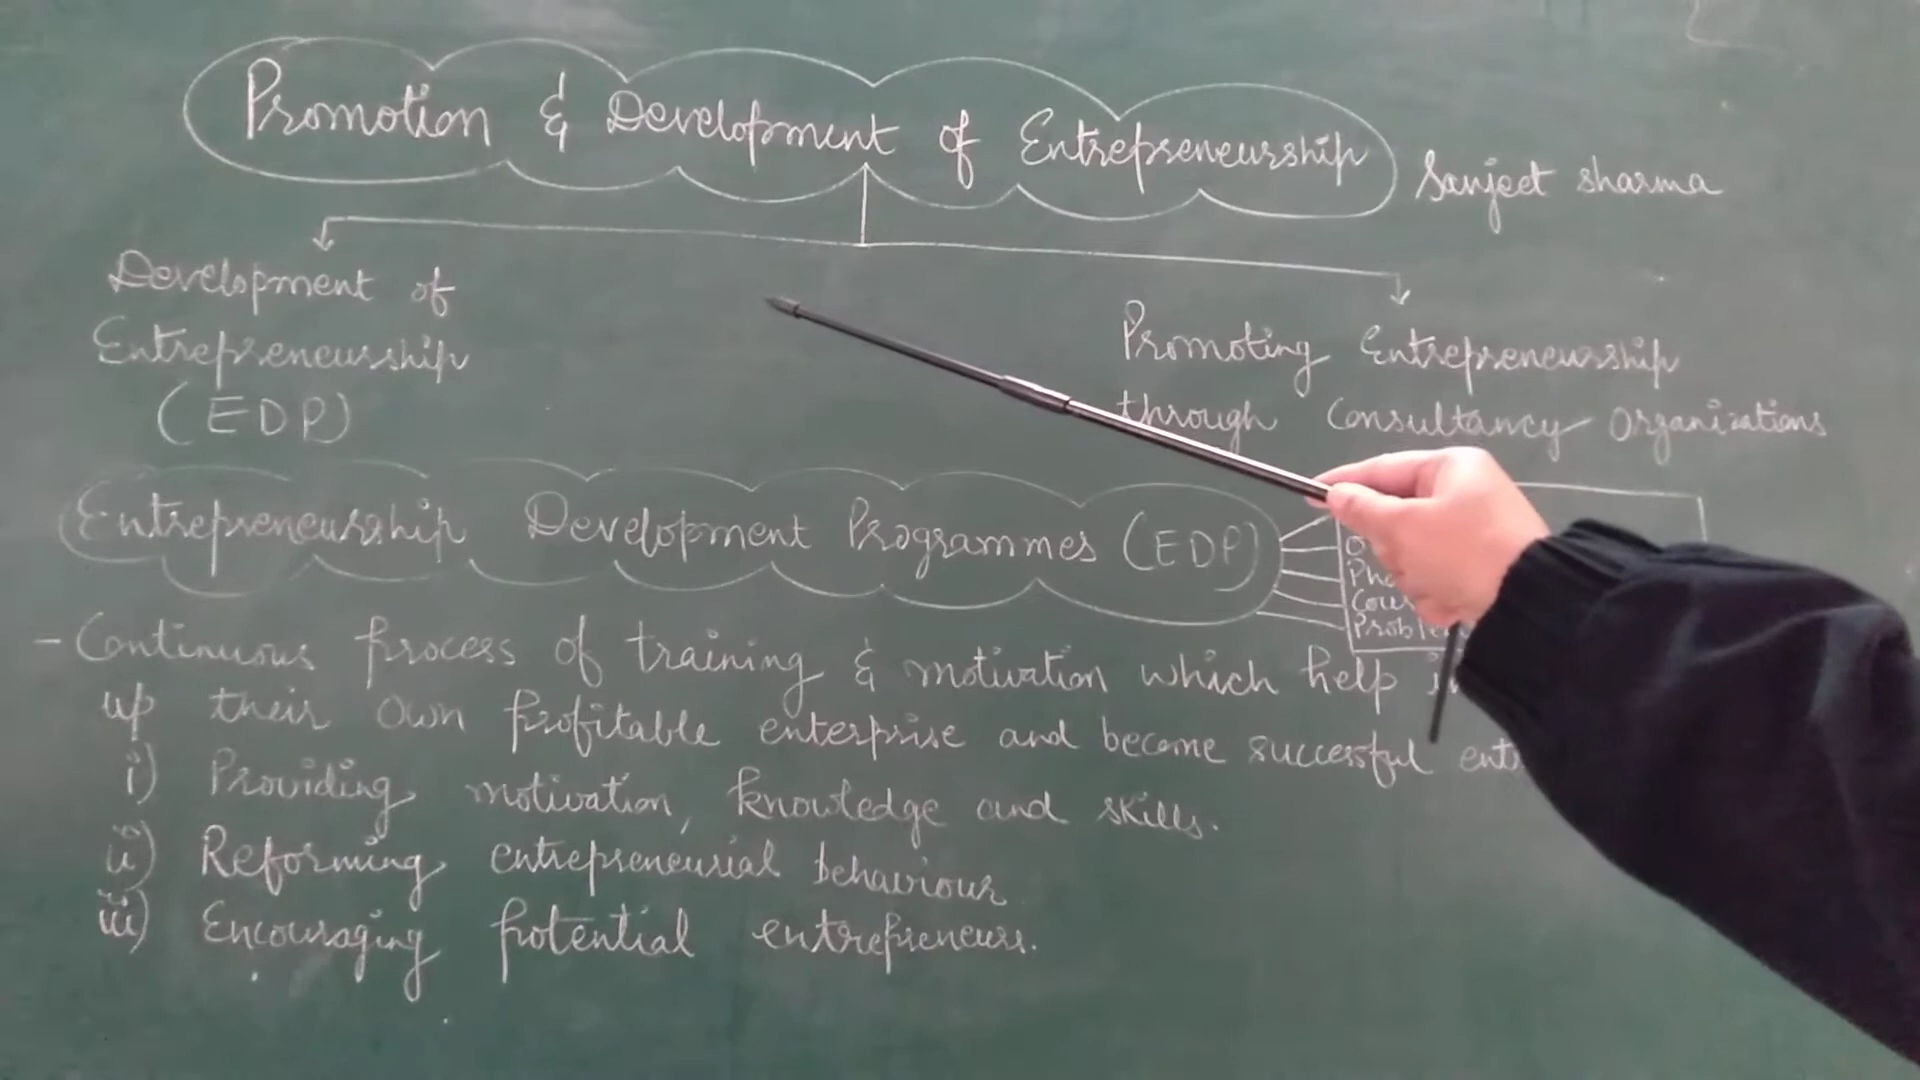 Promotion & Development of Entrepreneurship
Sanjeet sharma
Development of
Entrepreneurship
(EDP)
Promoting Entrepreneurship
through Consultancy Organizations
Entrepreneurship Development Programmes (EDP)
- Continuous process of training & motivation which help
up their own profitable enterprise and become successful
i) Providing motivation, knowledge and skills.
ii) Reforming entrepreneurial behaviour
iii) Encouraging potential entrepreneurs.